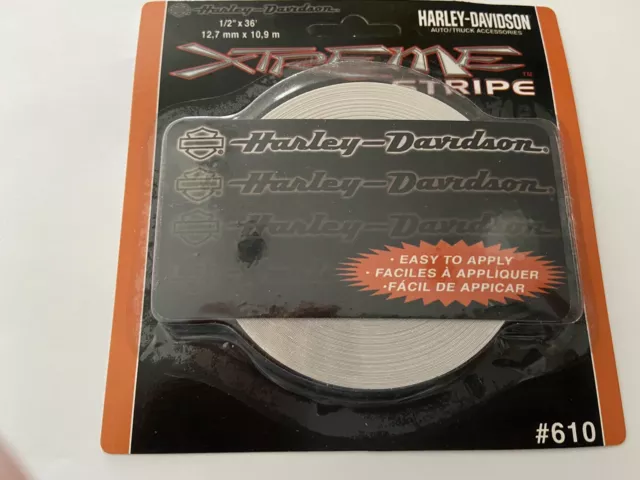 Harley-Davidson
1/2" x 36'
12,7 mm x 10,9 m
HARLEY-DAVIDSON
AUTO/TRUCK ACCESSORIES
XTREME
STRIPE™
Harley-Davidson®
Harley-Davidson
Harley-Davidson
• EASY TO APPLY
• FACILES À APPLIQUER
• FÁCIL DE APPICAR
#610